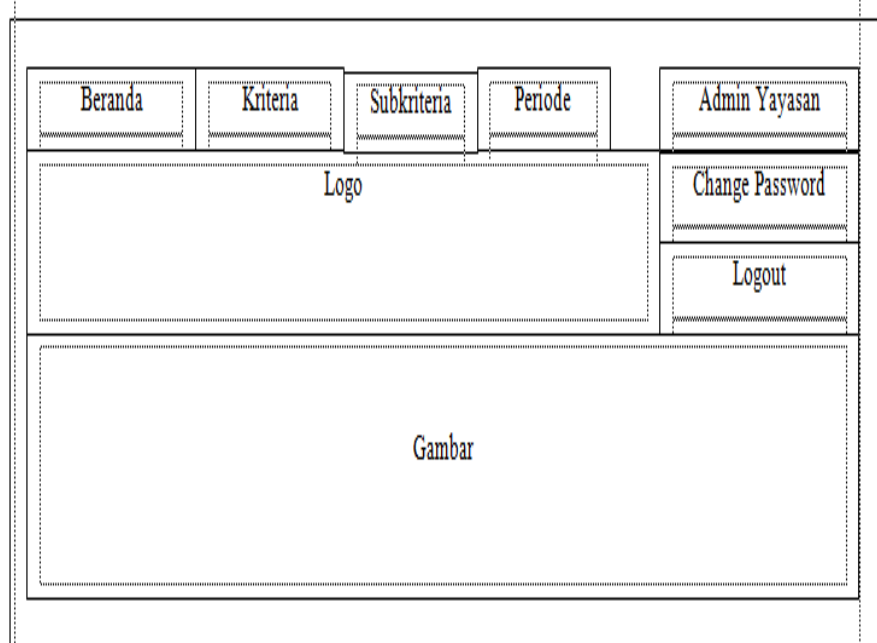 Beranda
Kriteria
Subkriteria
Periode
Admin Yayasan
Logo
Change Password
Logout
Gambar